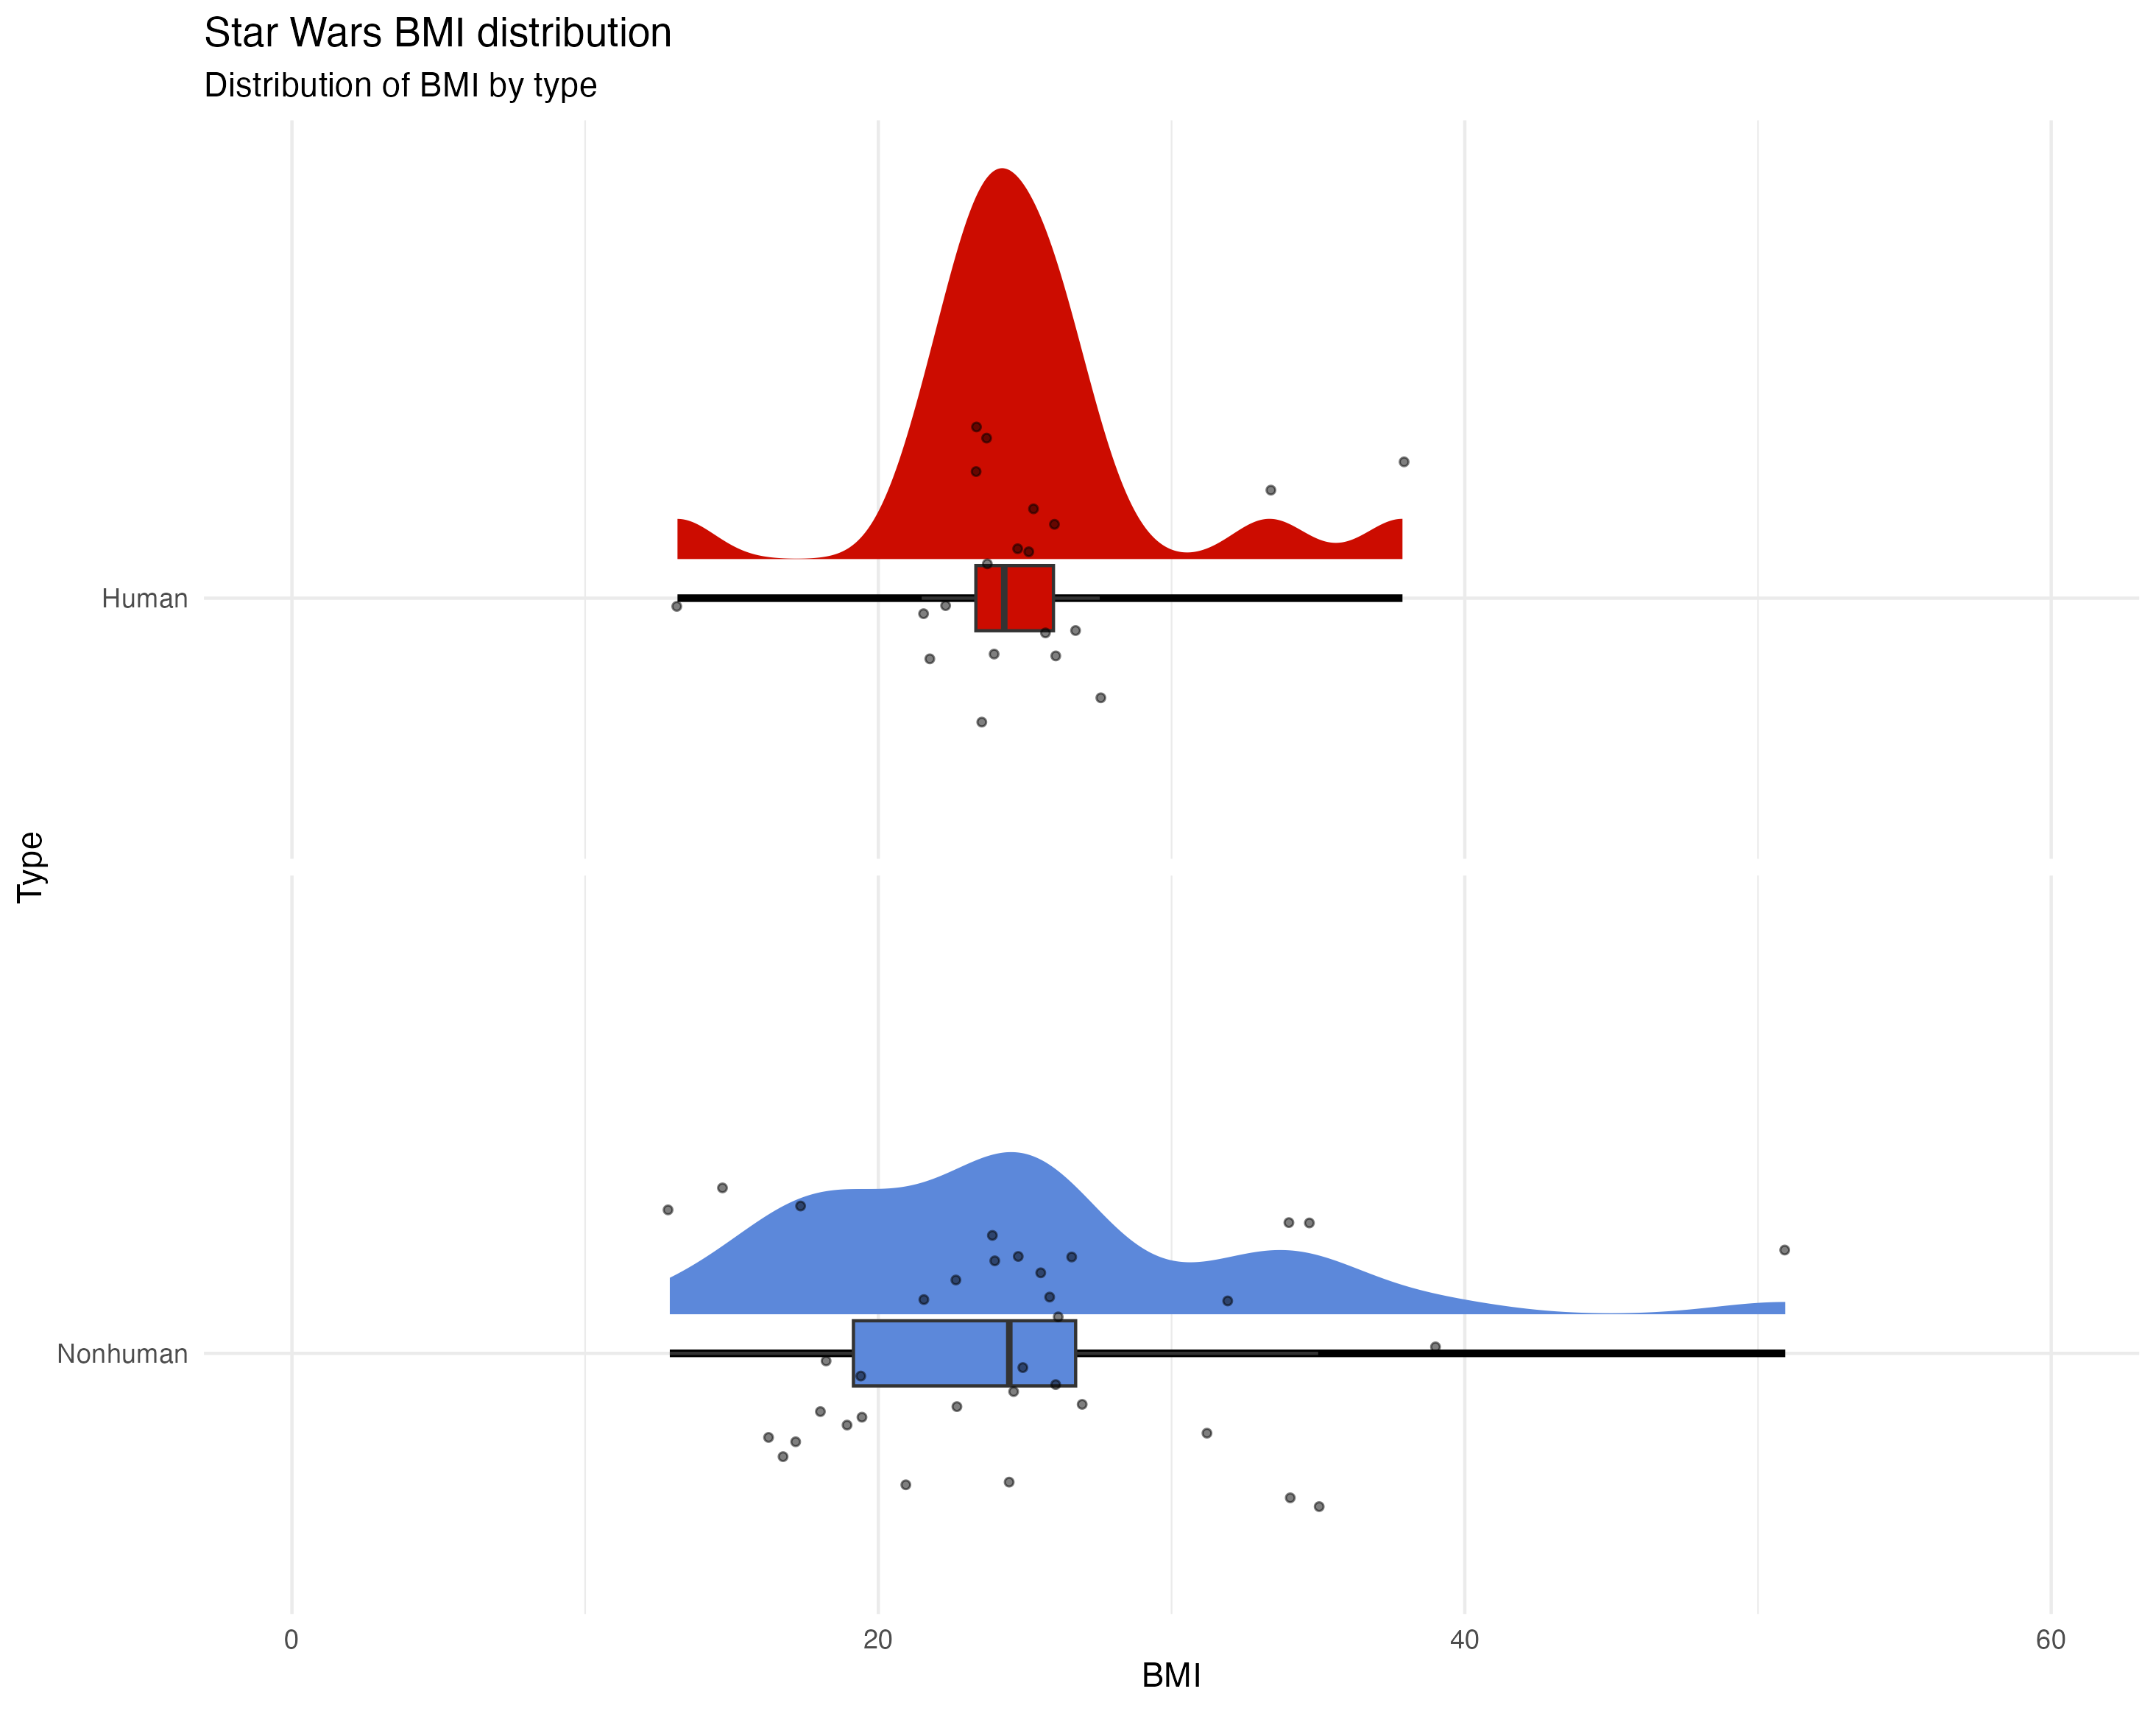 Star Wars BMI distribution
Distribution of BMI by type
Type
Human
Nonhuman
0 20 40 60
BMI